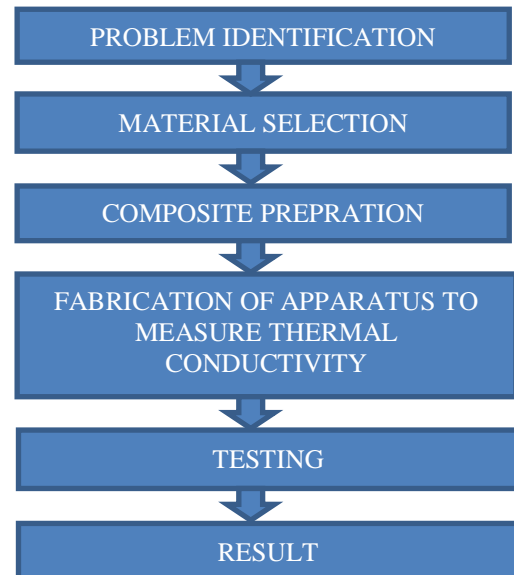 PROBLEM IDENTIFICATION
MATERIAL SELECTION
COMPOSITE PREPRATION
FABRICATION OF APPARATUS TO
MEASURE THERMAL
CONDUCTIVITY
TESTING
RESULT